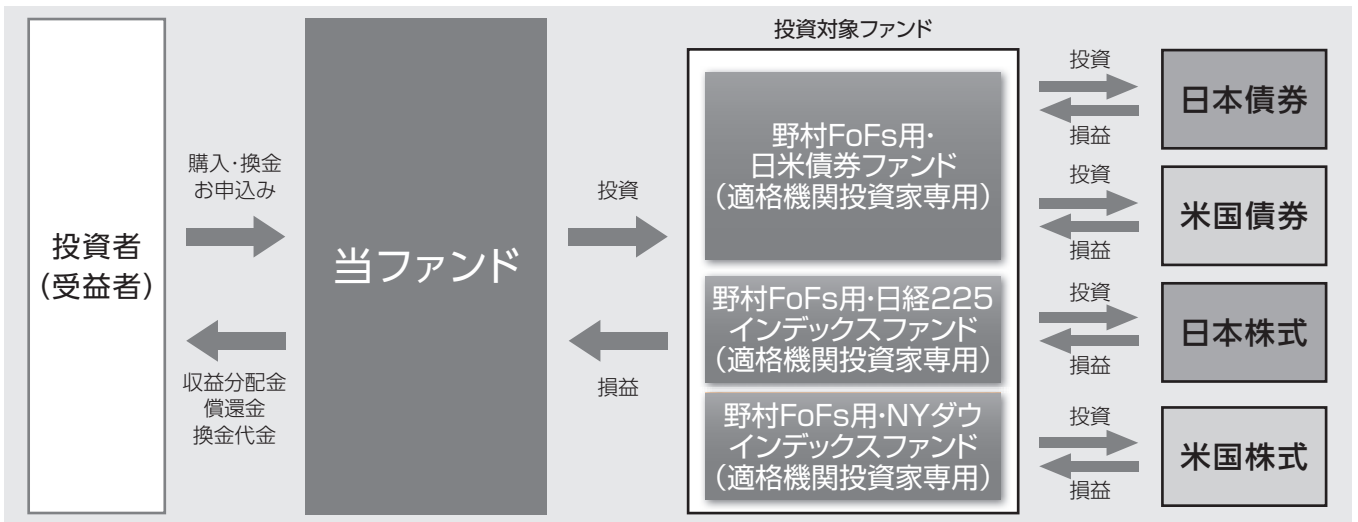 投資対象ファンド
投資者
(受益者)
購入・換金
お申込み
収益分配金
償還金
換金代金
当ファンド
投資
損益
野村FoFs用・
日米債券ファンド
(適格機関投資家専用)
野村FoFs用・日経225
インデックスファンド
(適格機関投資家専用)
野村FoFs用・NYダウ
インデックスファンド
(適格機関投資家専用)
投資
損益
日本債券
投資
損益
米国債券
投資
損益
日本株式
投資
損益
米国株式